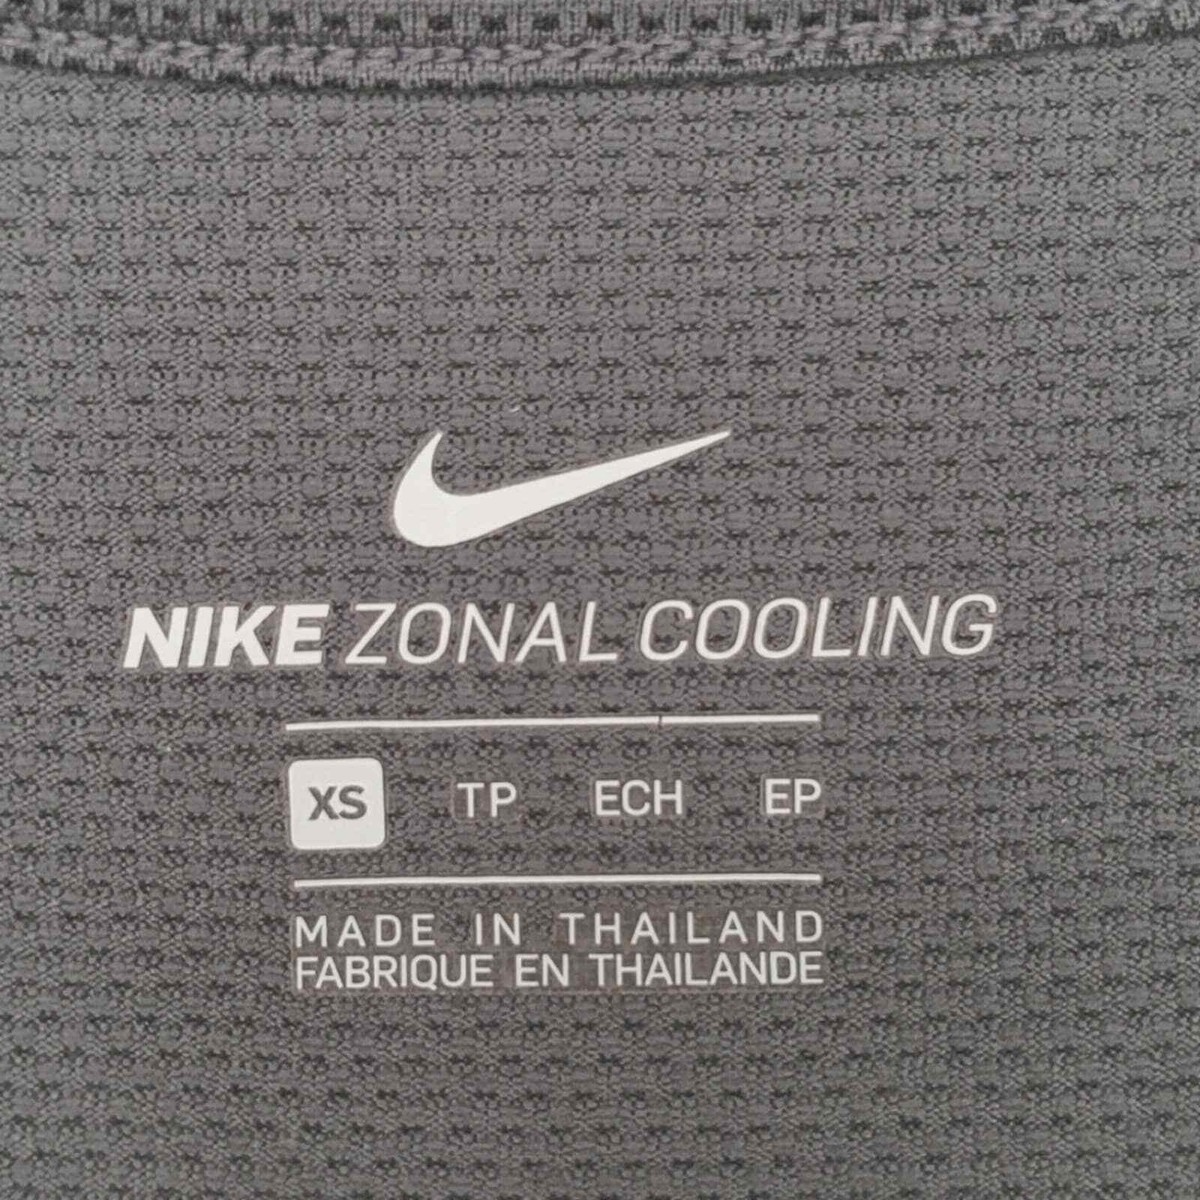 NIKE ZONAL COOLING
XS TP ECH EP
MADE IN THAILAND
FABRIQUE EN THAILANDE